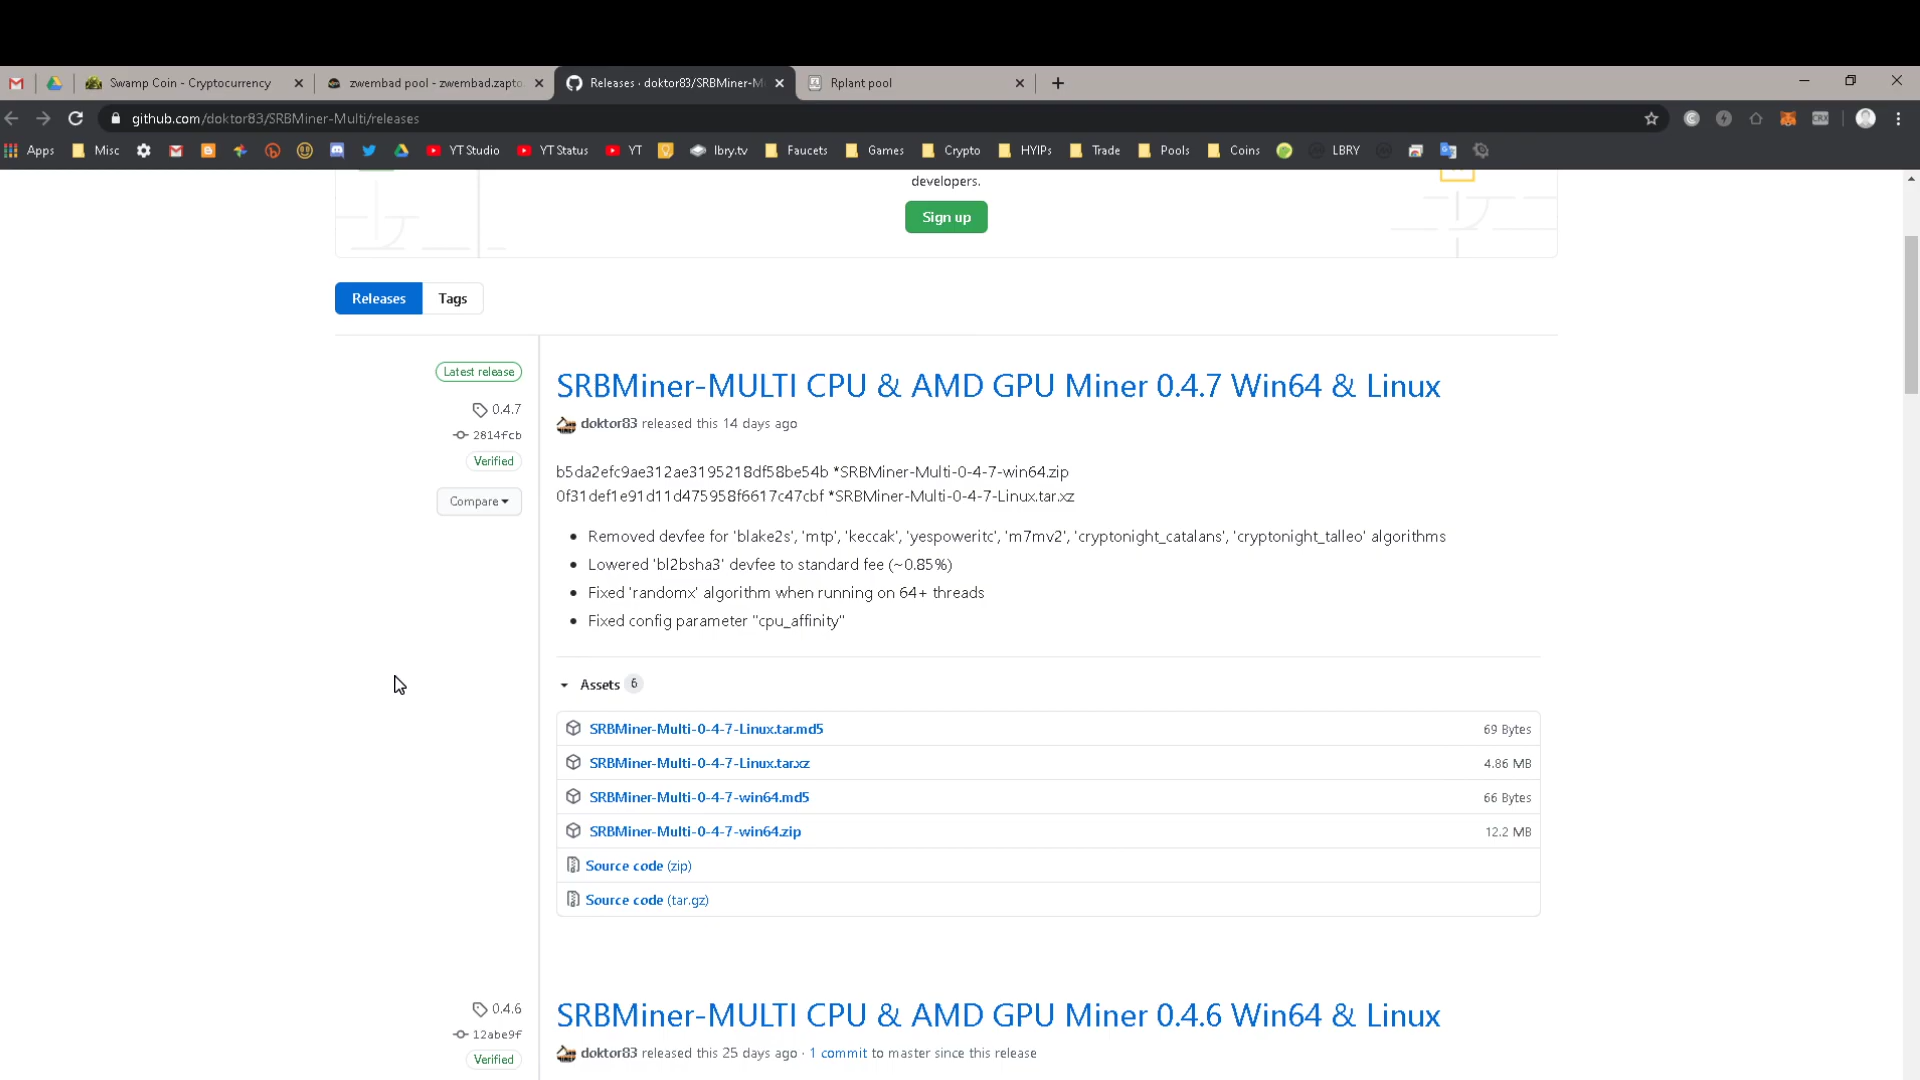 Swamp Coin - Cryptocurrency
zwembad pool - zwembad.zapto.
Releases · doktor83/SRBMiner-M
Rplant pool
github.com/doktor83/SRBMiner-Multi/releases
Apps
Misc
YT Studio
YT Status
YT
lbry.tv
Faucets
Games
Crypto
HYIPs
Trade
Pools
Coins
LBRY
developers.
Sign up
Releases
Tags
Latest release
0.4.7
2814fcb
Verified
Compare
SRBMiner-MULTI CPU & AMD GPU Miner 0.4.7 Win64 & Linux
doktor83 released this 14 days ago
b5da2efc9ae312ae3195218df58be54b *SRBMiner-Multi-0-4-7-win64.zip
0f31def1e91d11d475958f6617c47cbf *SRBMiner-Multi-0-4-7-Linux.tar.xz
• Removed devfee for 'blake2s', 'mtp', 'keccak', 'yespoweritc', 'm7mv2', 'cryptonight_catalans', 'cryptonight_talleo' algorithms
• Lowered 'bl2bsha3' devfee to standard fee (~0.85%)
• Fixed 'randomx' algorithm when running on 64+ threads
• Fixed config parameter "cpu_affinity"
Assets 6
SRBMiner-Multi-0-4-7-Linux.tar.md5 69 Bytes
SRBMiner-Multi-0-4-7-Linux.tar.xz 4.86 MB
SRBMiner-Multi-0-4-7-win64.md5 66 Bytes
SRBMiner-Multi-0-4-7-win64.zip 12.2 MB
Source code (zip)
Source code (tar.gz)
0.4.6
12abe9f
Verified
SRBMiner-MULTI CPU & AMD GPU Miner 0.4.6 Win64 & Linux
doktor83 released this 25 days ago · 1 commit to master since this release